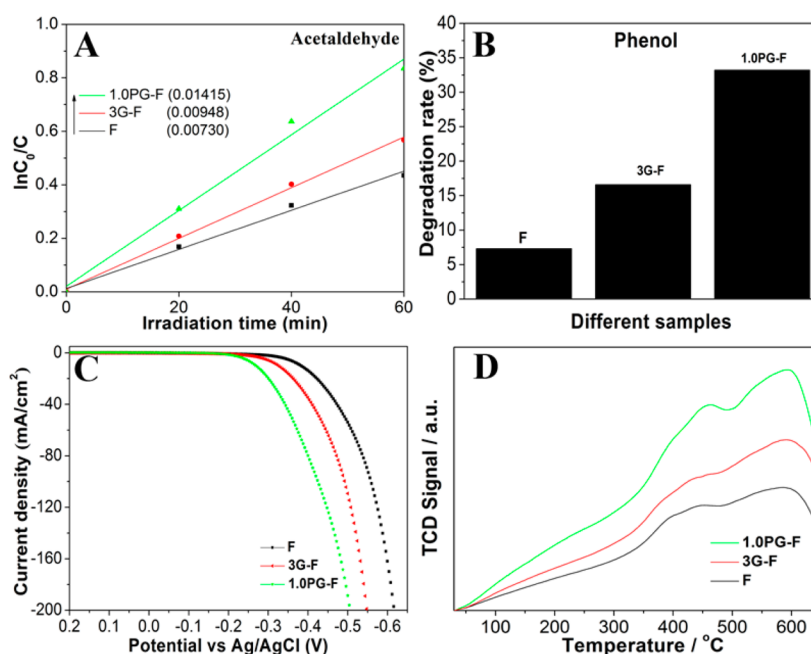 A
Acetaldehyde
lnC0/C
1.0
0.8
0.6
0.4
0.2
0.0
1.0PG-F (0.01415)
3G-F (0.00948)
F (0.00730)
0 20 40 60
Irradiation time (min)
B
Phenol
Degradation rate (%)
40
35
30
25
20
15
10
5
0
F
3G-F
1.0PG-F
Different samples
C
Current density (mA/cm²)
0
-40
-80
-120
-160
-200
F
3G-F
1.0PG-F
0.2 0.1 0.0 -0.1 -0.2 -0.3 -0.4 -0.5 -0.6
Potential vs Ag/AgCl (V)
D
TCD Signal / a.u.
1.0PG-F
3G-F
F
100 200 300 400 500 600
Temperature / °C